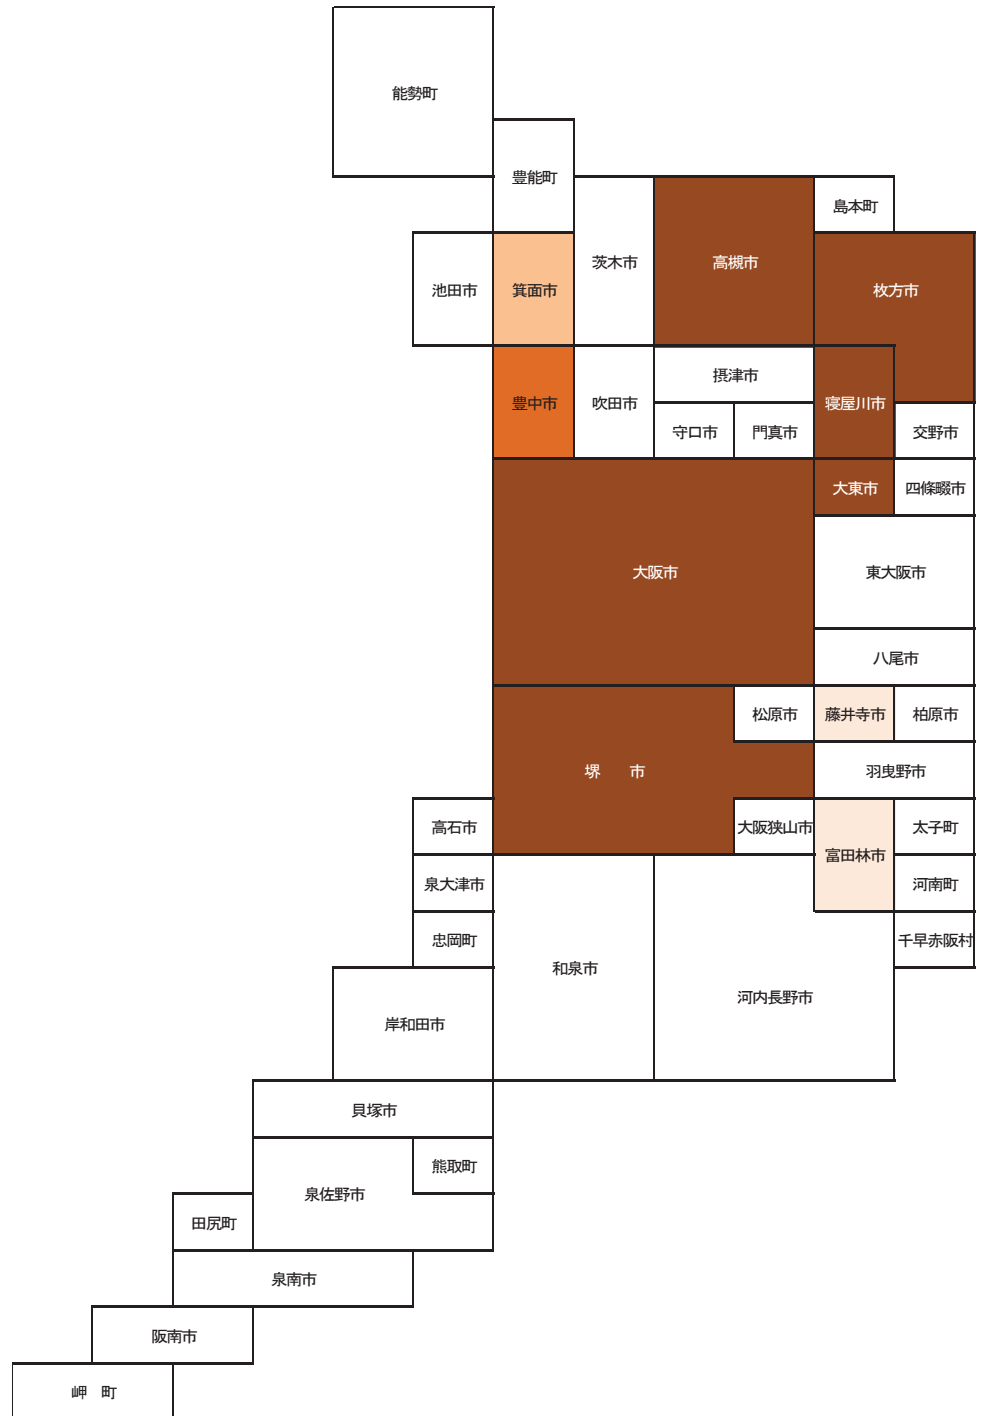 能勢町
豊能町
島本町
茨木市
高槻市
池田市
箕面市
枚方市
摂津市
豊中市
吹田市
寝屋川市
守口市
門真市
交野市
大東市
四條畷市
大阪市
東大阪市
八尾市
松原市
藤井寺市
柏原市
堺　　市
羽曳野市
高石市
大阪狭山市
太子町
富田林市
泉大津市
河南町
忠岡町
千早赤阪村
和泉市
河内長野市
岸和田市
貝塚市
熊取町
泉佐野市
田尻町
泉南市
阪南市
岬　町